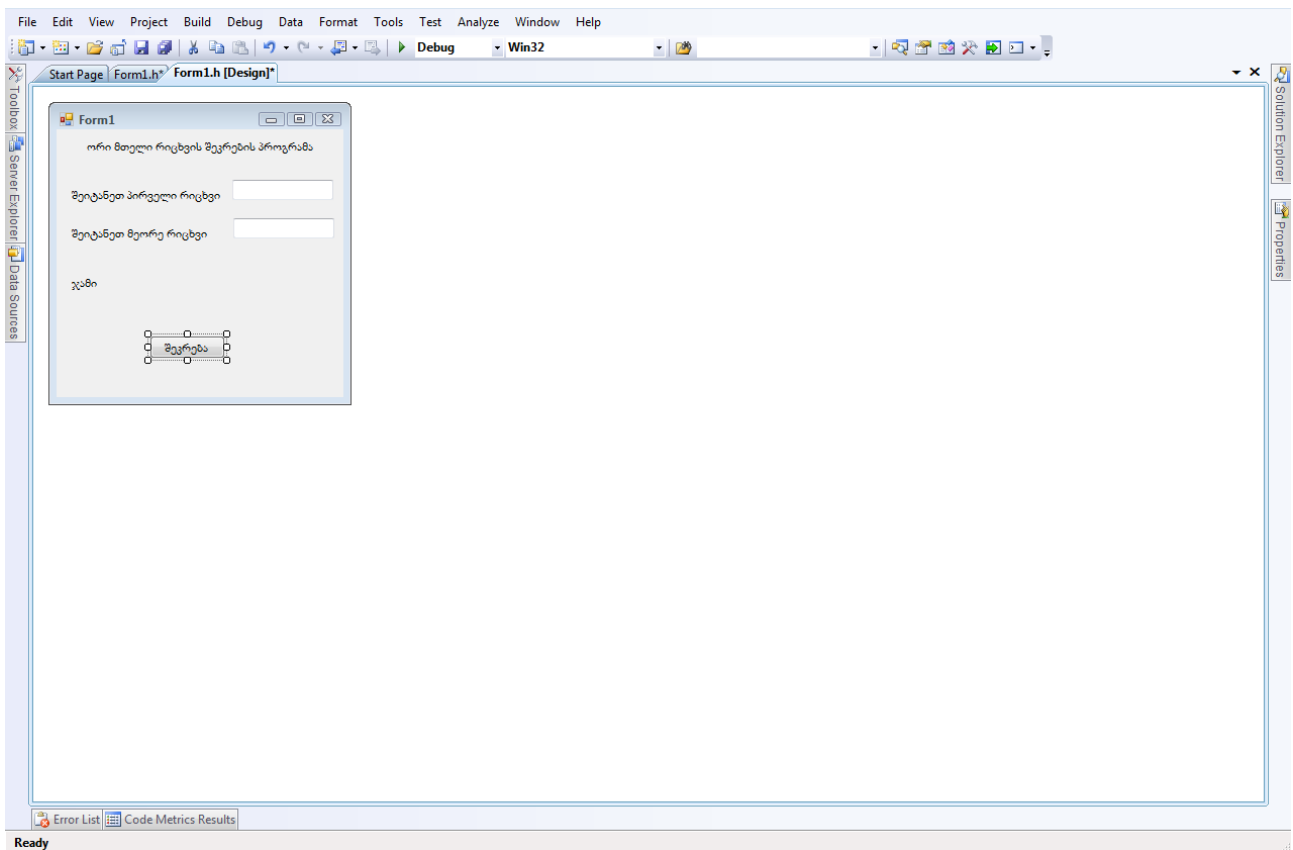 File Edit View Project Build Debug Data Format Tools Test Analyze Window Help
Debug Win32
Start Page Form1.h* Form1.h [Design]*
Toolbox
Server Explorer
Data Sources
Form1
ორი მთელი რიცხვის შეკრების პროგრამა
შეიტანეთ პირველი რიცხვი
შეიტანეთ მეორე რიცხვი
ჯამი
შეკრება
Solution Explorer
Properties
Error List Code Metrics Results
Ready